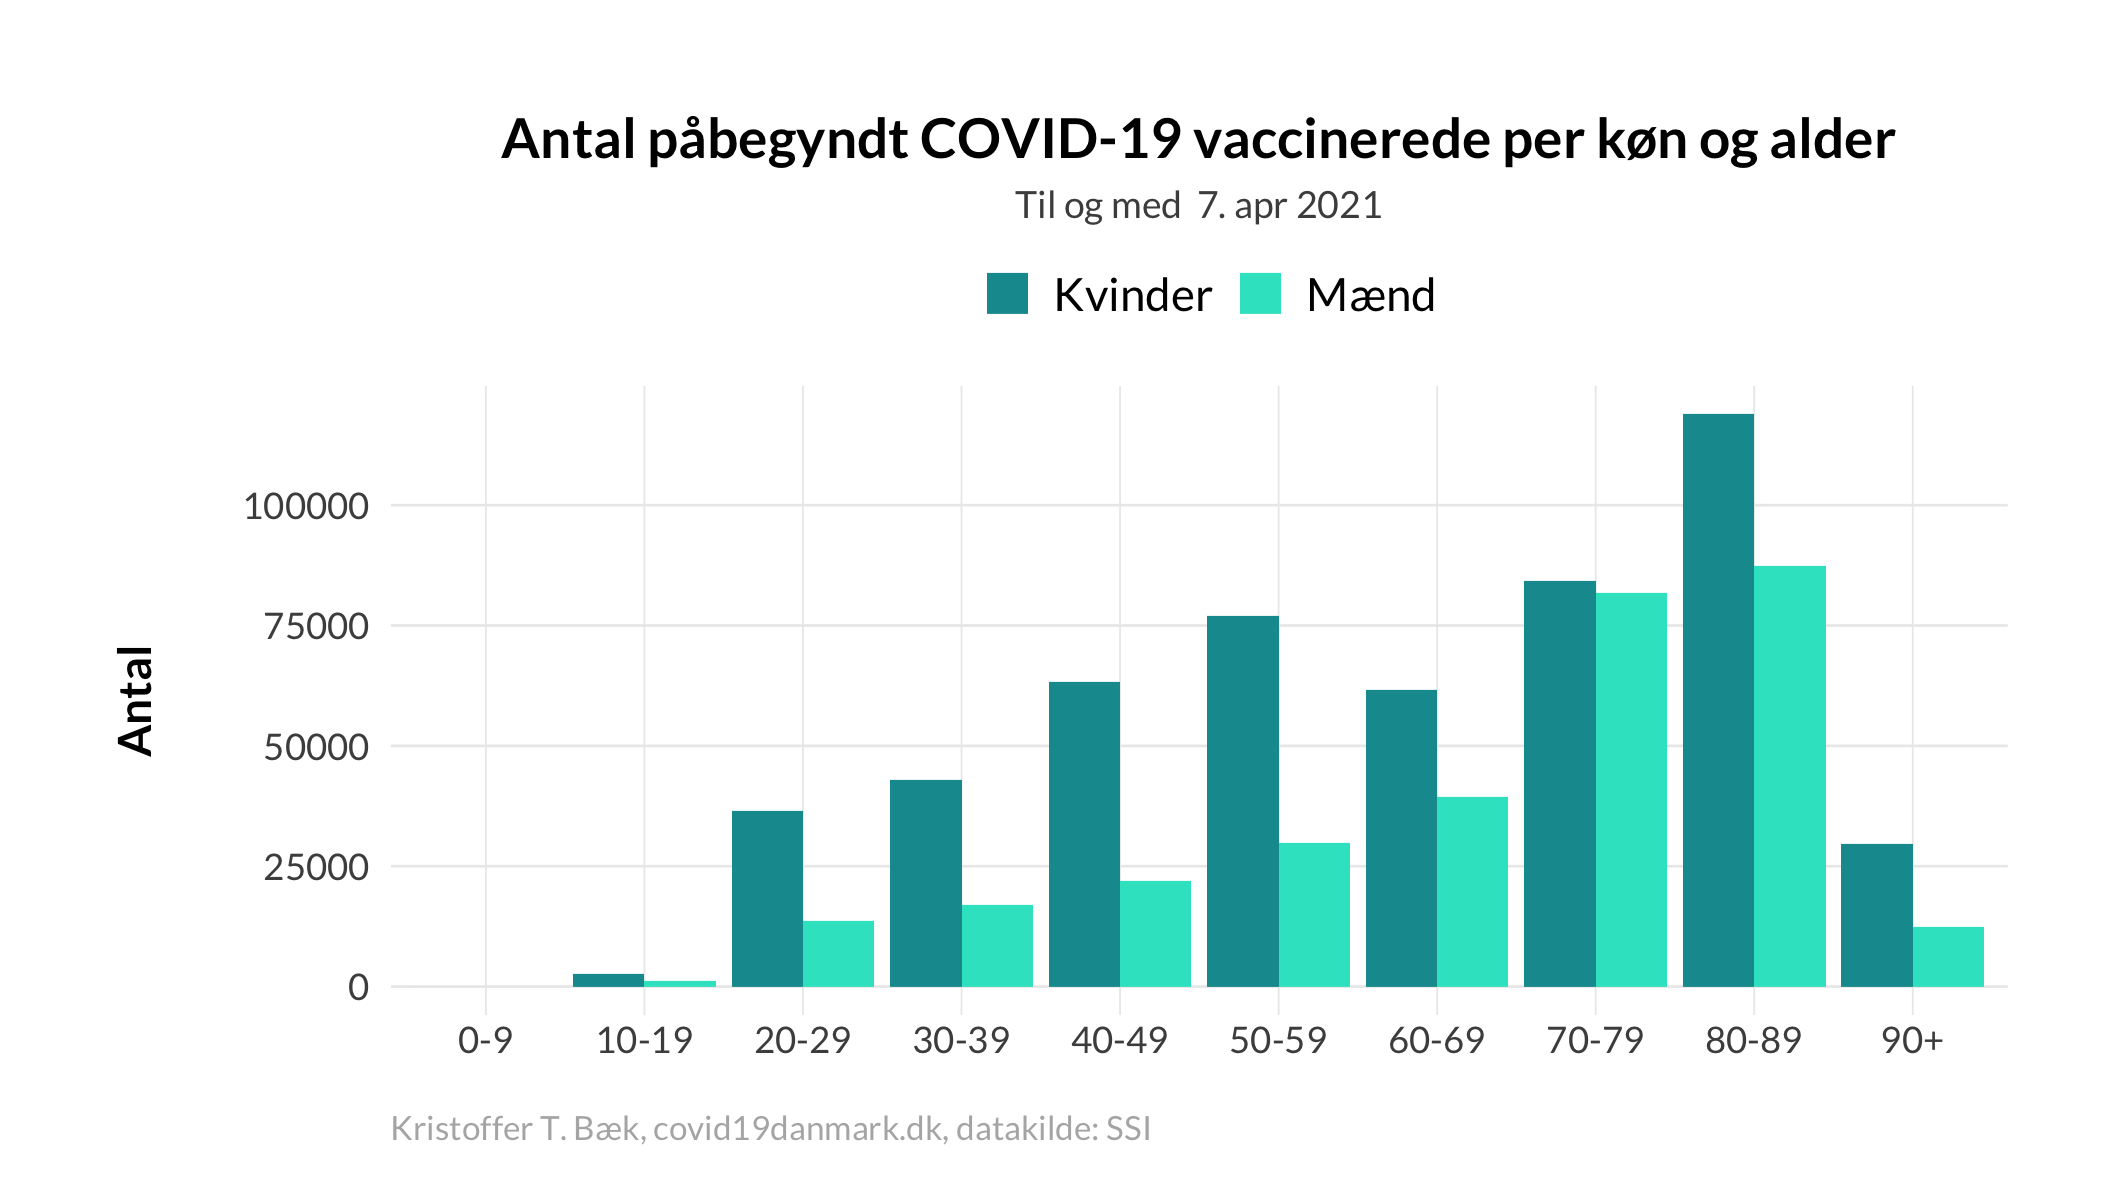 Antal påbegyndt COVID-19 vaccinerede per køn og alder
Til og med 7. apr 2021
Kvinder Mænd
Antal
100000
75000
50000
25000
0
0-9 10-19 20-29 30-39 40-49 50-59 60-69 70-79 80-89 90+
Kristoffer T. Bæk, covid19danmark.dk, datakilde: SSI